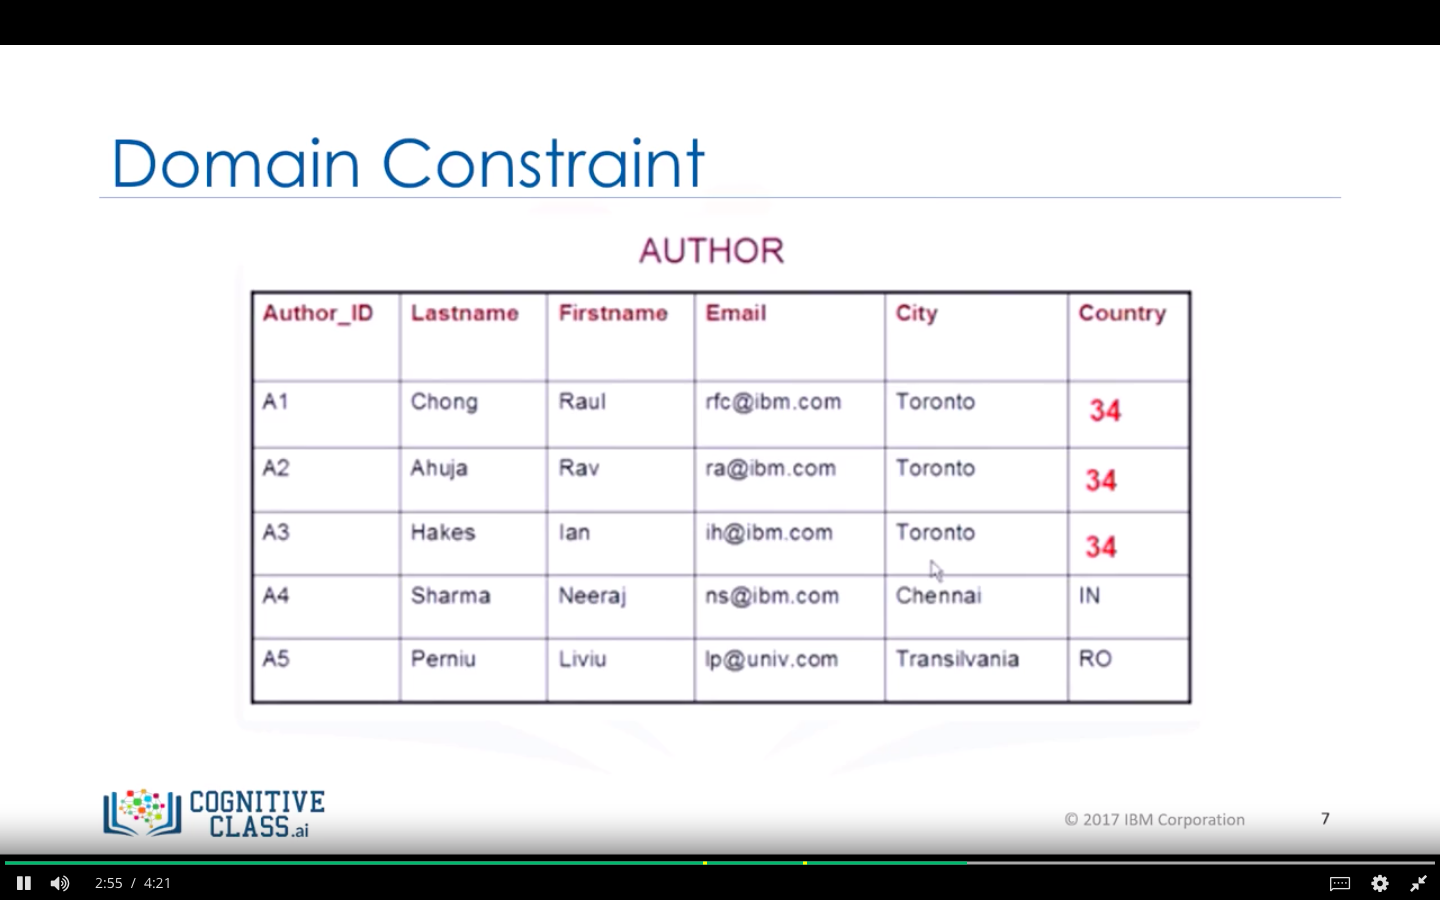 Domain Constraint
AUTHOR
Author_ID Lastname Firstname Email City Country
A1 Chong Raul rfc@ibm.com Toronto 34
A2 Ahuja Rav ra@ibm.com Toronto 34
A3 Hakes Ian ih@ibm.com Toronto 34
A4 Sharma Neeraj ns@ibm.com Chennai IN
A5 Perniu Liviu lp@univ.com Transilvania RO
COGNITIVE
CLASS.ai
© 2017 IBM Corporation 7
2:55 / 4:21